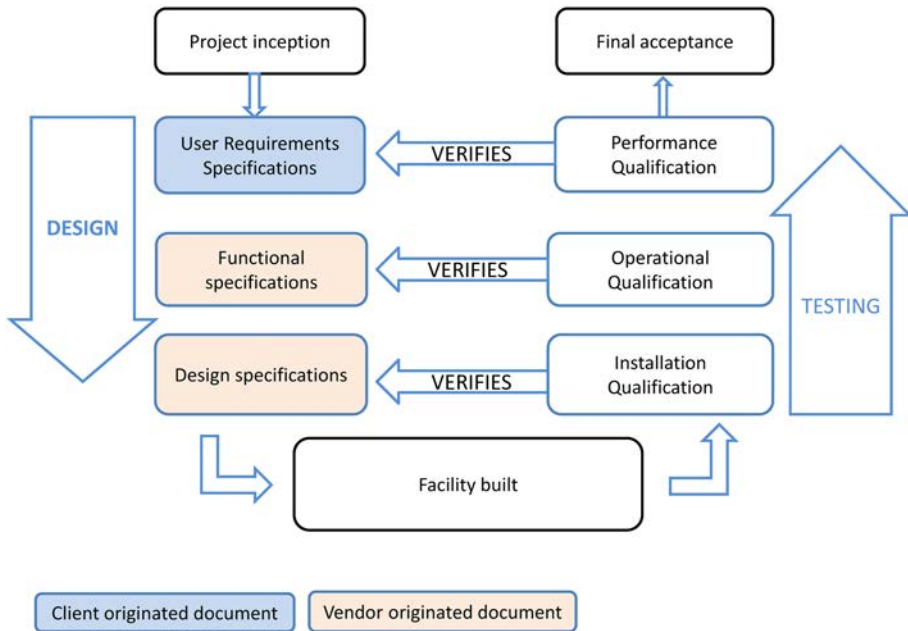 Project inception
Final acceptance
User Requirements
Specifications
VERIFIES
Performance
Qualification
DESIGN
Functional
specifications
VERIFIES
Operational
Qualification
TESTING
Design specifications
VERIFIES
Installation
Qualification
Facility built
Client originated document
Vendor originated document